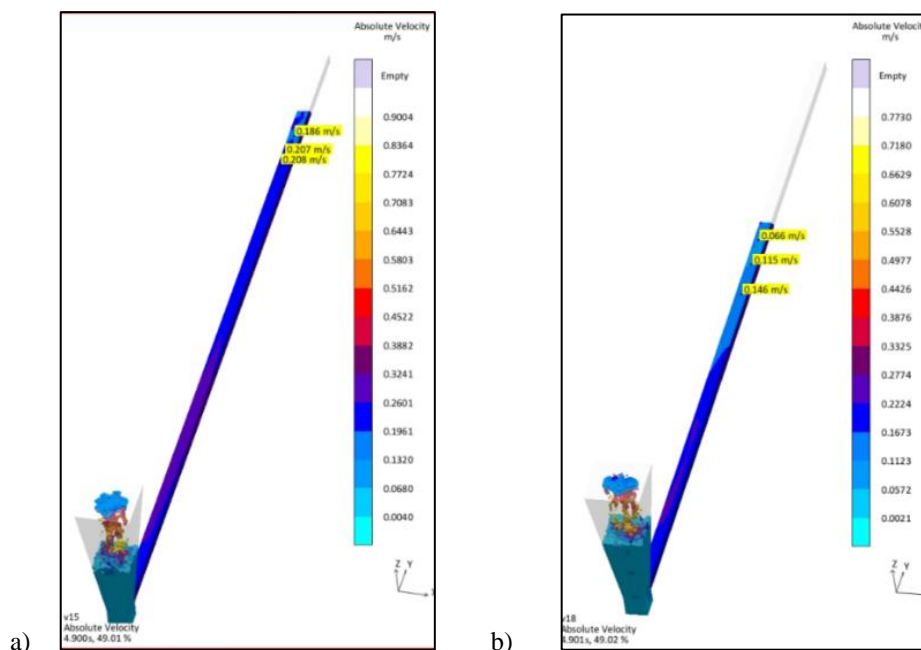 Absolute Velocity
m/s
Empty
0.9004
0.8364
0.7724
0.7083
0.6443
0.5803
0.5162
0.4522
0.3882
0.3241
0.2601
0.1961
0.1320
0.0680
0.0040
0.186 m/s
0.207 m/s
0.208 m/s
Z Y
v15
Absolute Velocity
4.900s, 49.01 %
a)
Absolute Velocity
m/s
Empty
0.7730
0.7180
0.6629
0.6078
0.5528
0.4977
0.4426
0.3876
0.3325
0.2774
0.2224
0.1673
0.1123
0.0572
0.0021
0.066 m/s
0.115 m/s
0.146 m/s
Z Y
v18
Absolute Velocity
4.901s, 49.02 %
b)